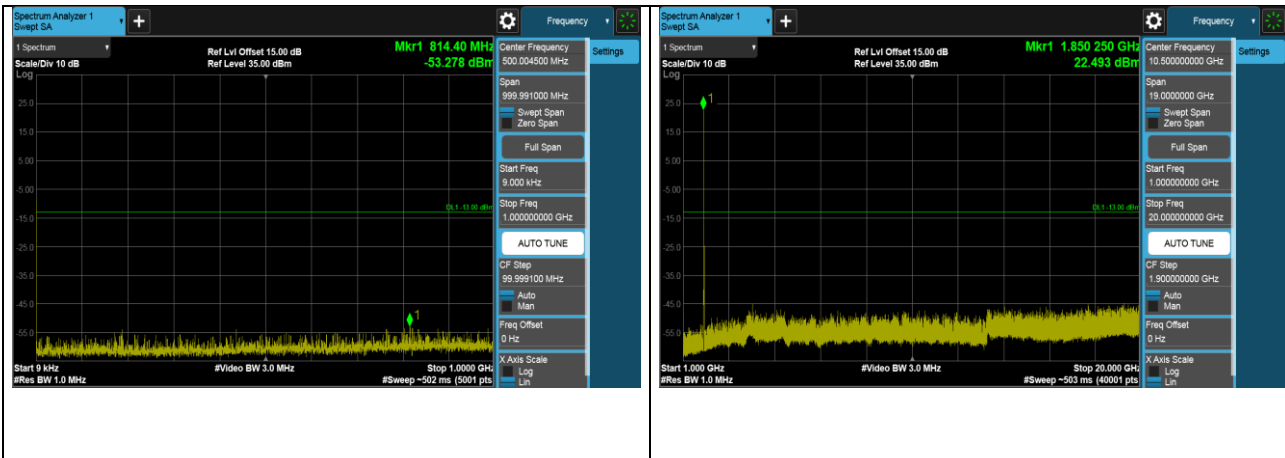 Spectrum Analyzer 1
Swept SA
+
Frequency
1 Spectrum
Scale/Div 10 dB
Log
Ref Lvl Offset 15.00 dB
Ref Level 35.00 dBm
Mkr1 814.40 MHz
-53.278 dBm
25.0
15.0
5.00
-5.00
-15.0
-25.0
-35.0
-45.0
-55.0
1
DL1 -13.00 dBm
Start 9 kHz
#Res BW 1.0 MHz
#Video BW 3.0 MHz
Stop 1.0000 GHz
#Sweep ~502 ms (5001 pts
Center Frequency
500.004500 MHz
Span
999.991000 MHz
Swept Span
Zero Span
Full Span
Start Freq
9.000 kHz
Stop Freq
1.000000000 GHz
AUTO TUNE
CF Step
99.999100 MHz
Auto
Man
Freq Offset
0 Hz
X Axis Scale
Log
Lin
Settings
Spectrum Analyzer 1
Swept SA
+
Frequency
1 Spectrum
Scale/Div 10 dB
Log
Ref Lvl Offset 15.00 dB
Ref Level 35.00 dBm
Mkr1 1.850 250 GHz
22.493 dBm
25.0
15.0
5.00
-5.00
-15.0
-25.0
-35.0
-45.0
-55.0
1
DL1 -13.00 dBm
Start 1.000 GHz
#Res BW 1.0 MHz
#Video BW 3.0 MHz
Stop 20.000 GHz
#Sweep ~503 ms (40001 pts
Center Frequency
10.500000000 GHz
Span
19.0000000 GHz
Swept Span
Zero Span
Full Span
Start Freq
1.000000000 GHz
Stop Freq
20.000000000 GHz
AUTO TUNE
CF Step
1.900000000 GHz
Auto
Man
Freq Offset
0 Hz
X Axis Scale
Log
Lin
Settings